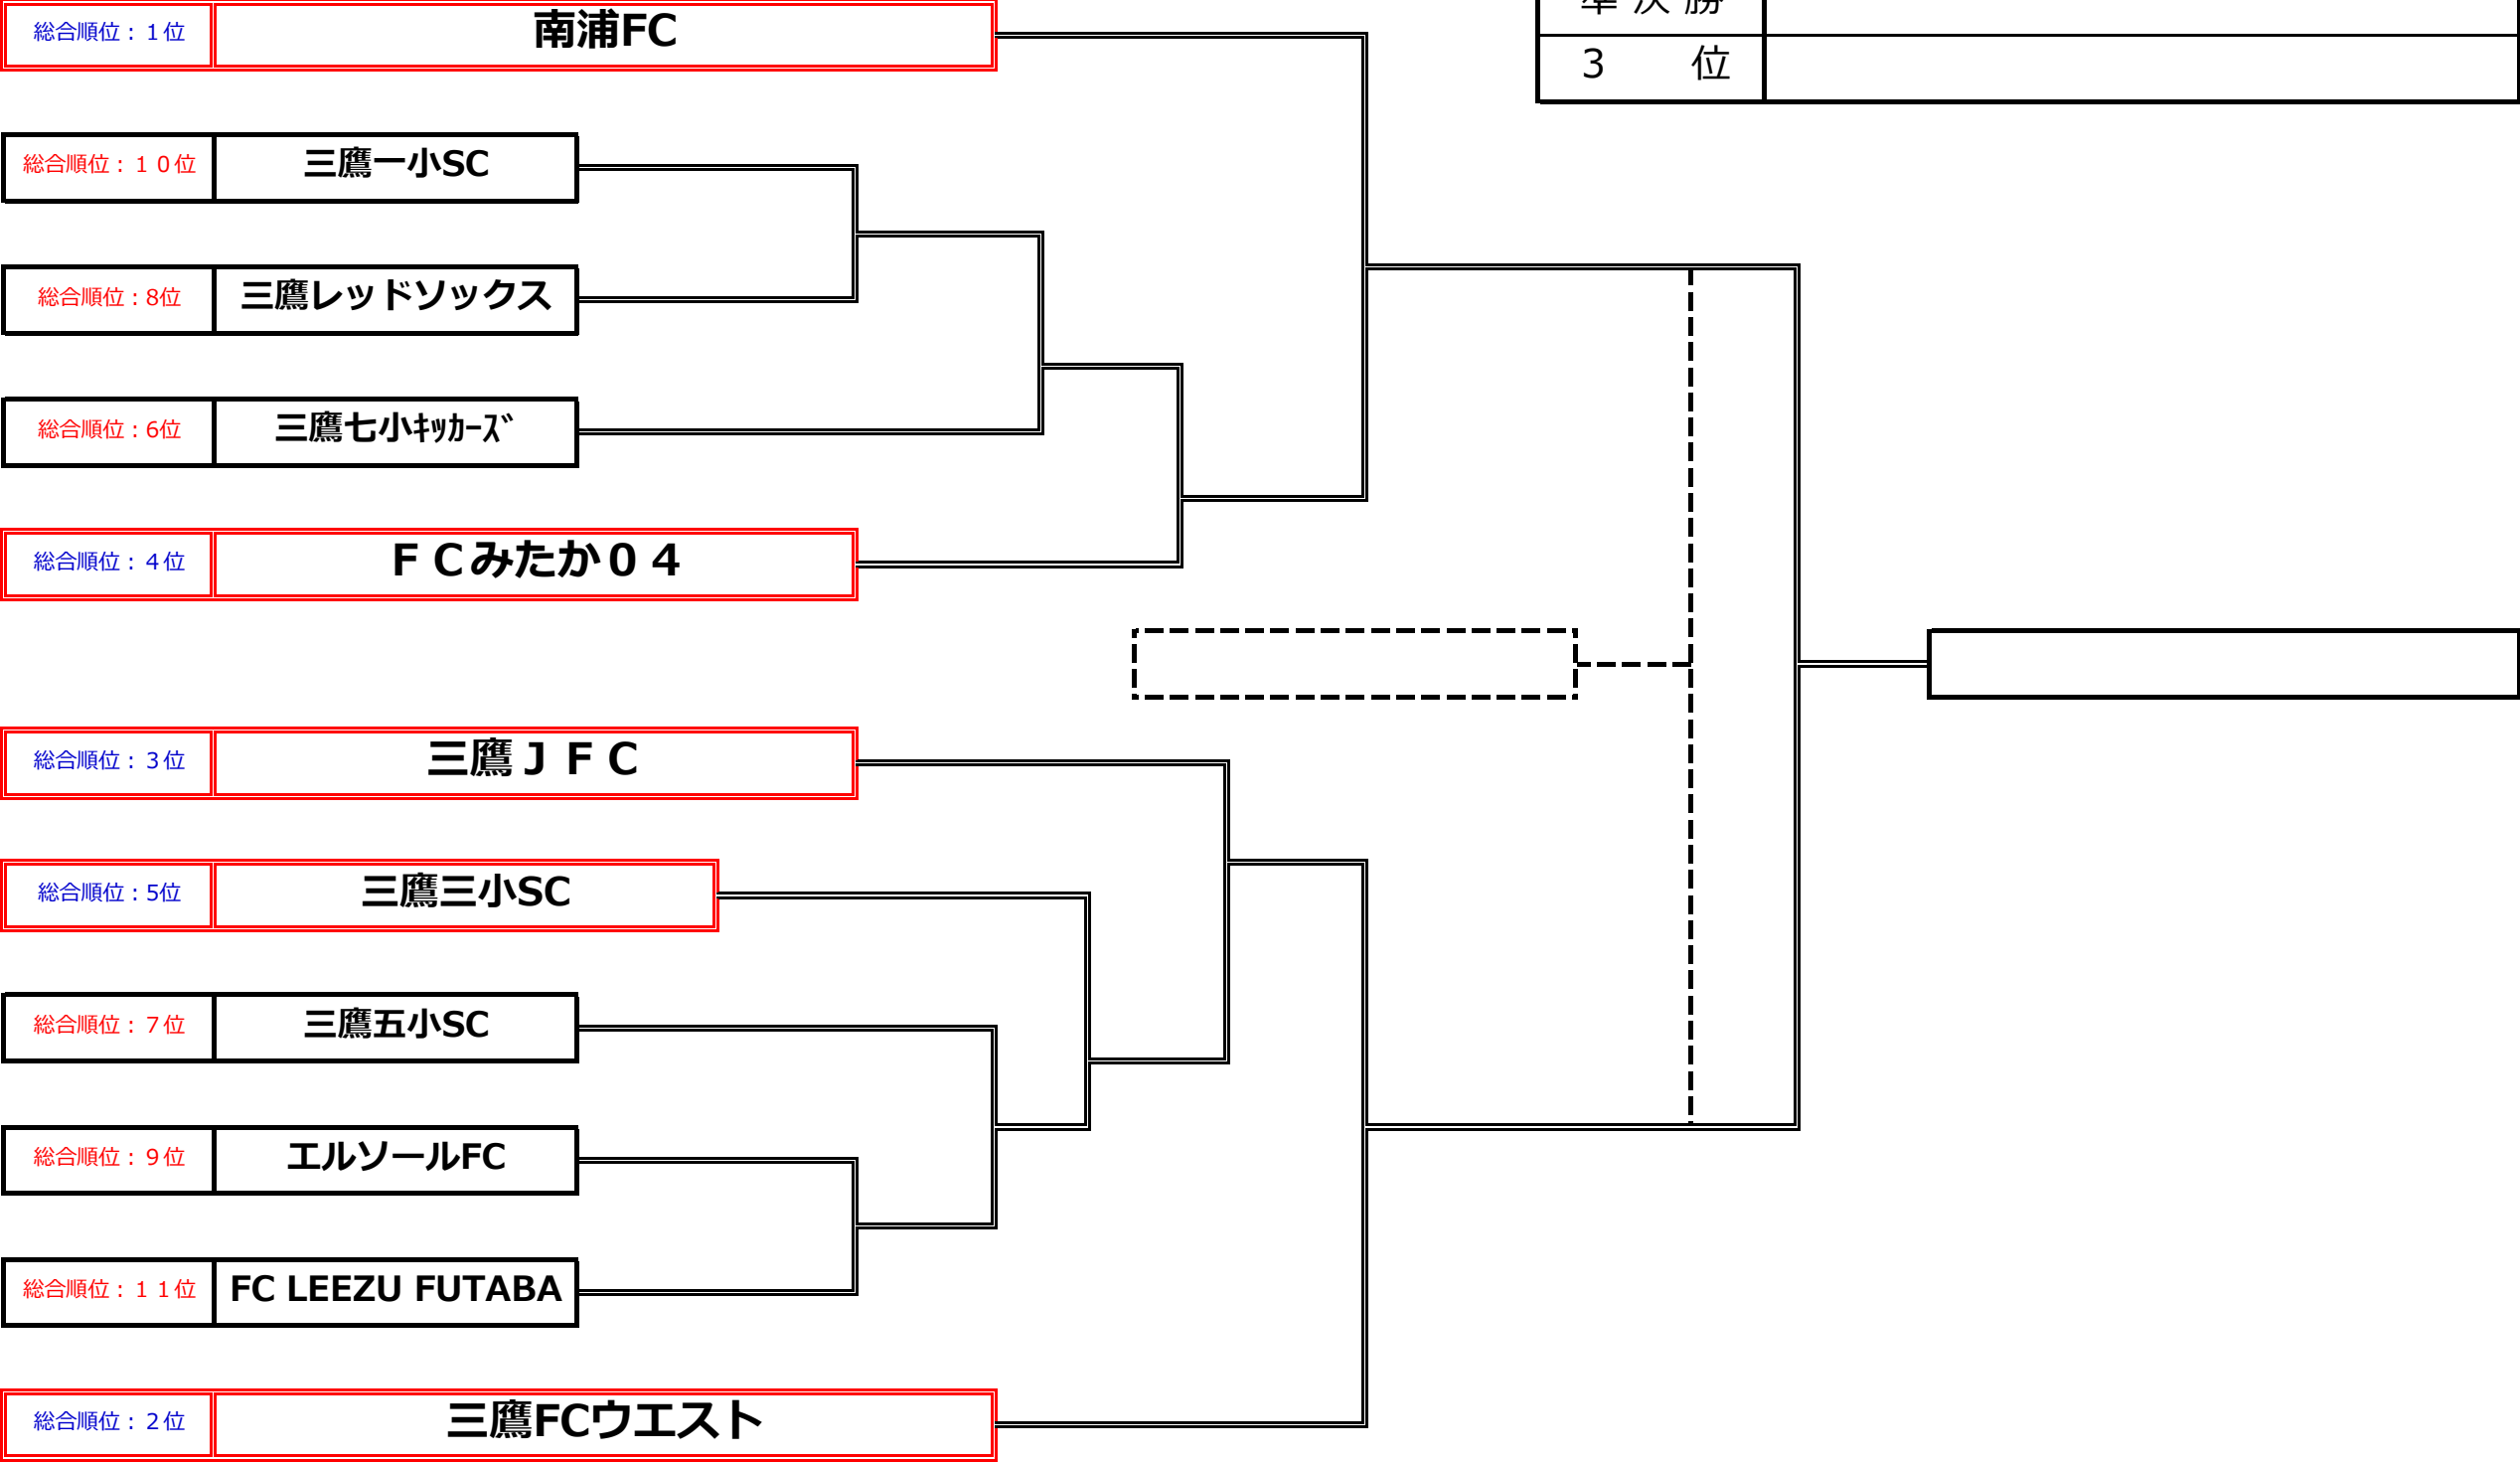 準決勝
3 位
総合順位：１位 南浦FC
総合順位：１０位 三鷹一小SC
総合順位：8位 三鷹レッドソックス
総合順位：6位 三鷹七小ｷｯｶｰｽﾞ
総合順位：４位 ＦＣみたか０４
総合順位：３位 三鷹ＪＦＣ
総合順位：5位 三鷹三小SC
総合順位：７位 三鷹五小SC
総合順位：９位 エルソールFC
総合順位：１１位 FC LEEZU FUTABA
総合順位：２位 三鷹FCウエスト